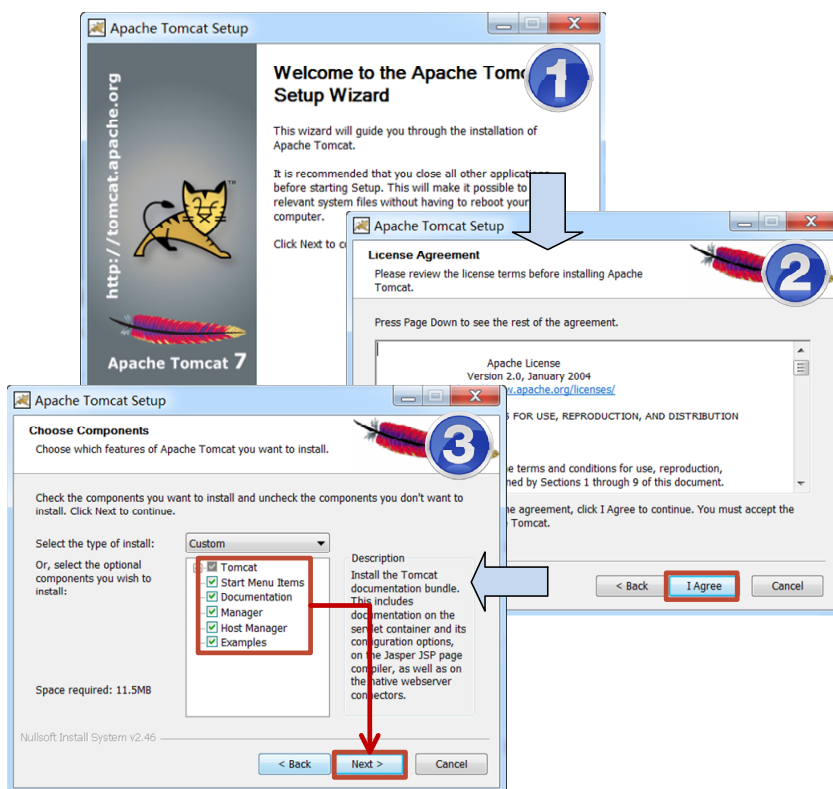 Apache Tomcat Setup
1
http://tomcat.apache.org
Apache Tomcat 7
Welcome to the Apache
Setup Wizard
This wizard will guide you through the installation of
Apache Tomcat.
It is recommended that you close all other applications
before starting Setup. This will make it possible to
relevant system files without having to reboot your
computer.
Click Next to
Apache Tomcat Setup
2
License Agreement
Please review the license terms before installing Apache
Tomcat.
Press Page Down to see the rest of the agreement.
Apache License
Version 2.0, January 2004
w.apache.org/licenses/
FOR USE, REPRODUCTION, AND DISTRIBUTION
terms and conditions for use, reproduction,
ned by Sections 1 through 9 of this document.
agreement, click I Agree to continue. You must accept the
Tomcat.
< Back
I Agree
Cancel
Apache Tomcat Setup
3
Choose Components
Choose which features of Apache Tomcat you want to install.
Check the components you want to install and uncheck the components you don't want to
install. Click Next to continue.
Select the type of install:
Custom
Or, select the optional
components you wish to
install:
Tomcat
Start Menu Items
Documentation
Manager
Host Manager
Examples
Description
Install the Tomcat
documentation bundle.
This includes
documentation on the
servlet container and its
configuration options,
on the Jasper JSP page
compiler, as well as on
the native webserver
connectors.
Space required: 11.5MB
Nullsoft Install System v2.46
< Back
Next >
Cancel